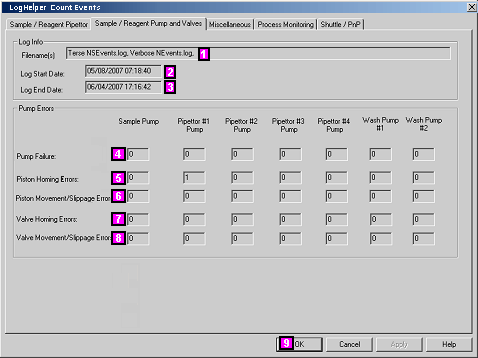 LogHelper Count Events
Sample / Reagent Pipettor Sample / Reagent Pump and Valves Miscellaneous Process Monitoring Shuttle / PnP
Log Info
Filename(s) 1 Terse NSEvents.log, Verbose NEvents.log,
Log Start Date: 05/08/2007 07:18:40 2
Log End Date: 06/04/2007 17:16:42 3
Pump Errors
Sample Pump Pipettor #1 Pump Pipettor #2 Pump Pipettor #3 Pump Pipettor #4 Pump Wash Pump #1 Wash Pump #2
Pump Failure: 4 0 0 0 0 0 0 0
Piston Homing Errors: 5 0 1 0 0 0 0 0
Piston Movement/Slippage Error 6 0 0 0 0 0 0 0
Valve Homing Errors: 7 0 0 0 0 0 0 0
Valve Movement/Slippage Error 8 0 0 0 0 0 0 0
9 OK Cancel Apply Help